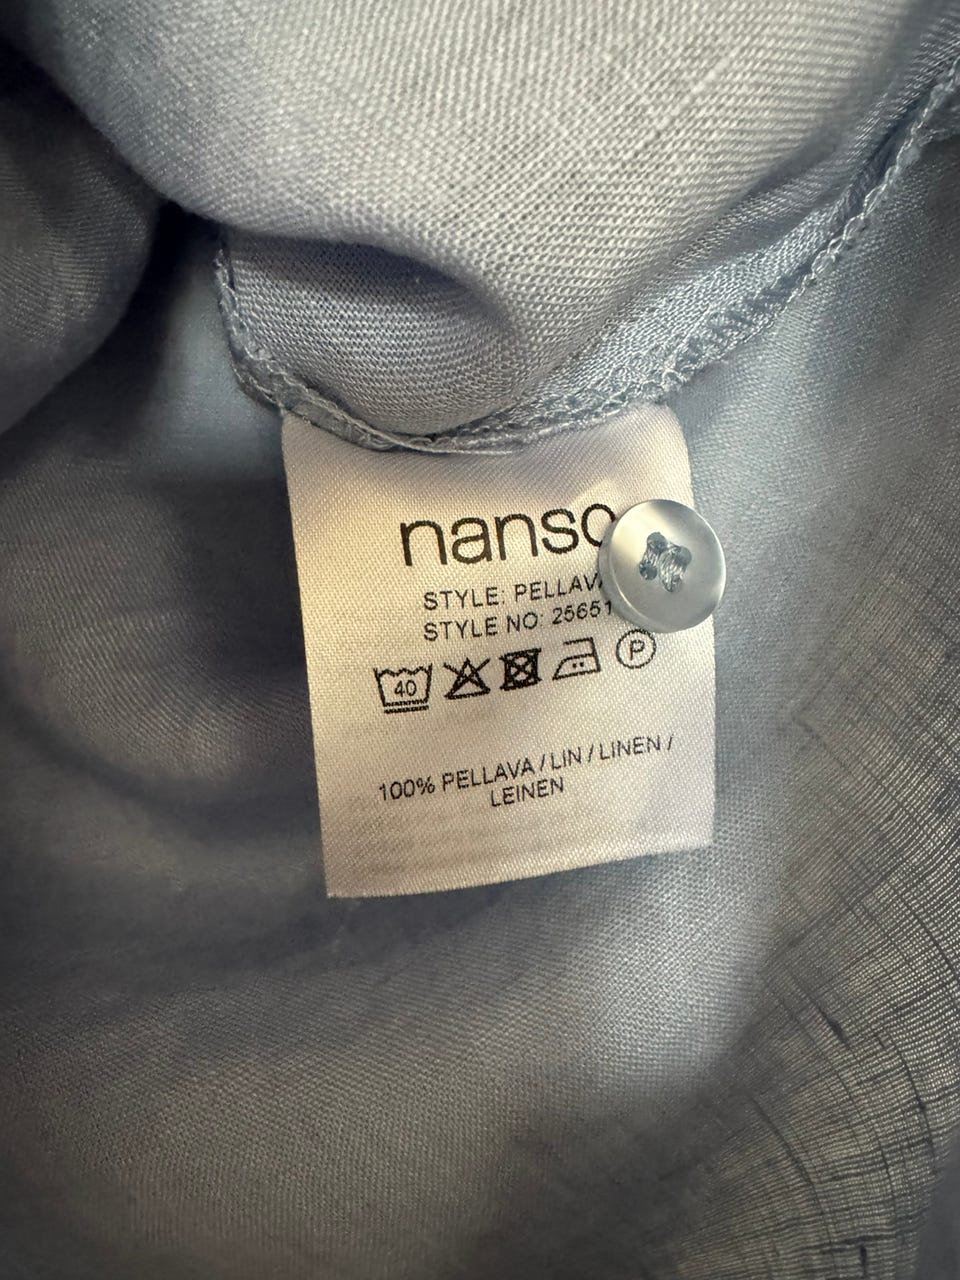 nanso
STYLE: PELLAVA
STYLE NO: 25651
40 P
100% PELLAVA / LIN / LINEN /
LEINEN